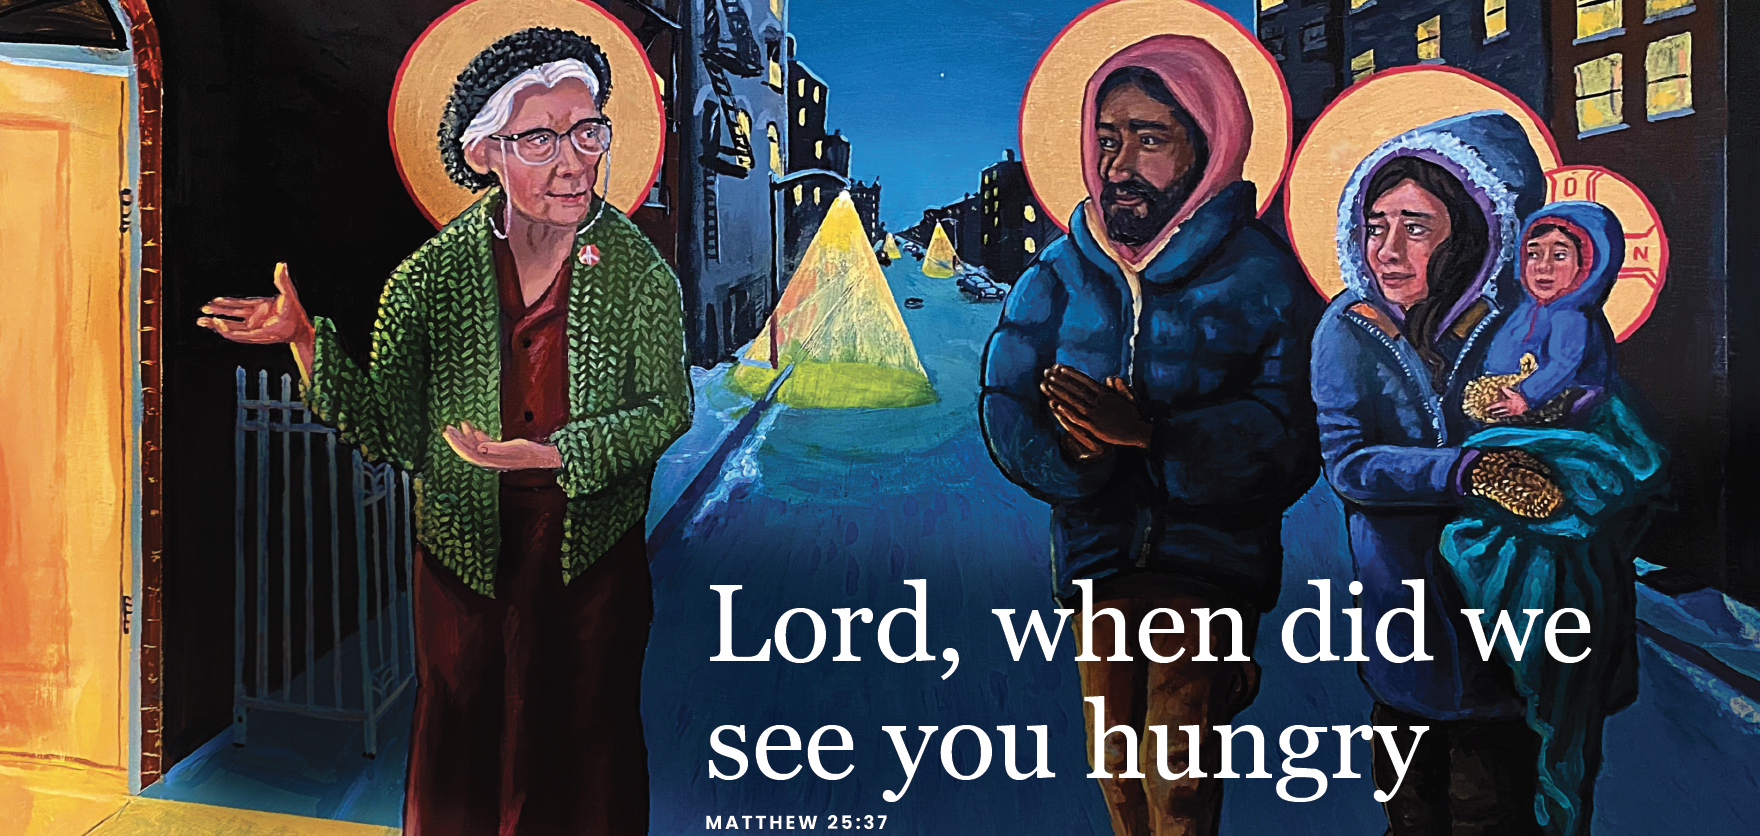 O
N
Lord, when did we
see you hungry
MATTHEW 25:37